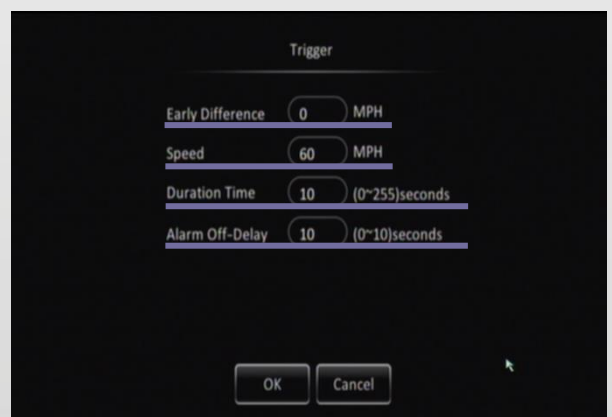 Trigger
Early Difference 0 MPH
Speed 60 MPH
Duration Time 10 (0~255)seconds
Alarm Off-Delay 10 (0~10)seconds
OK Cancel